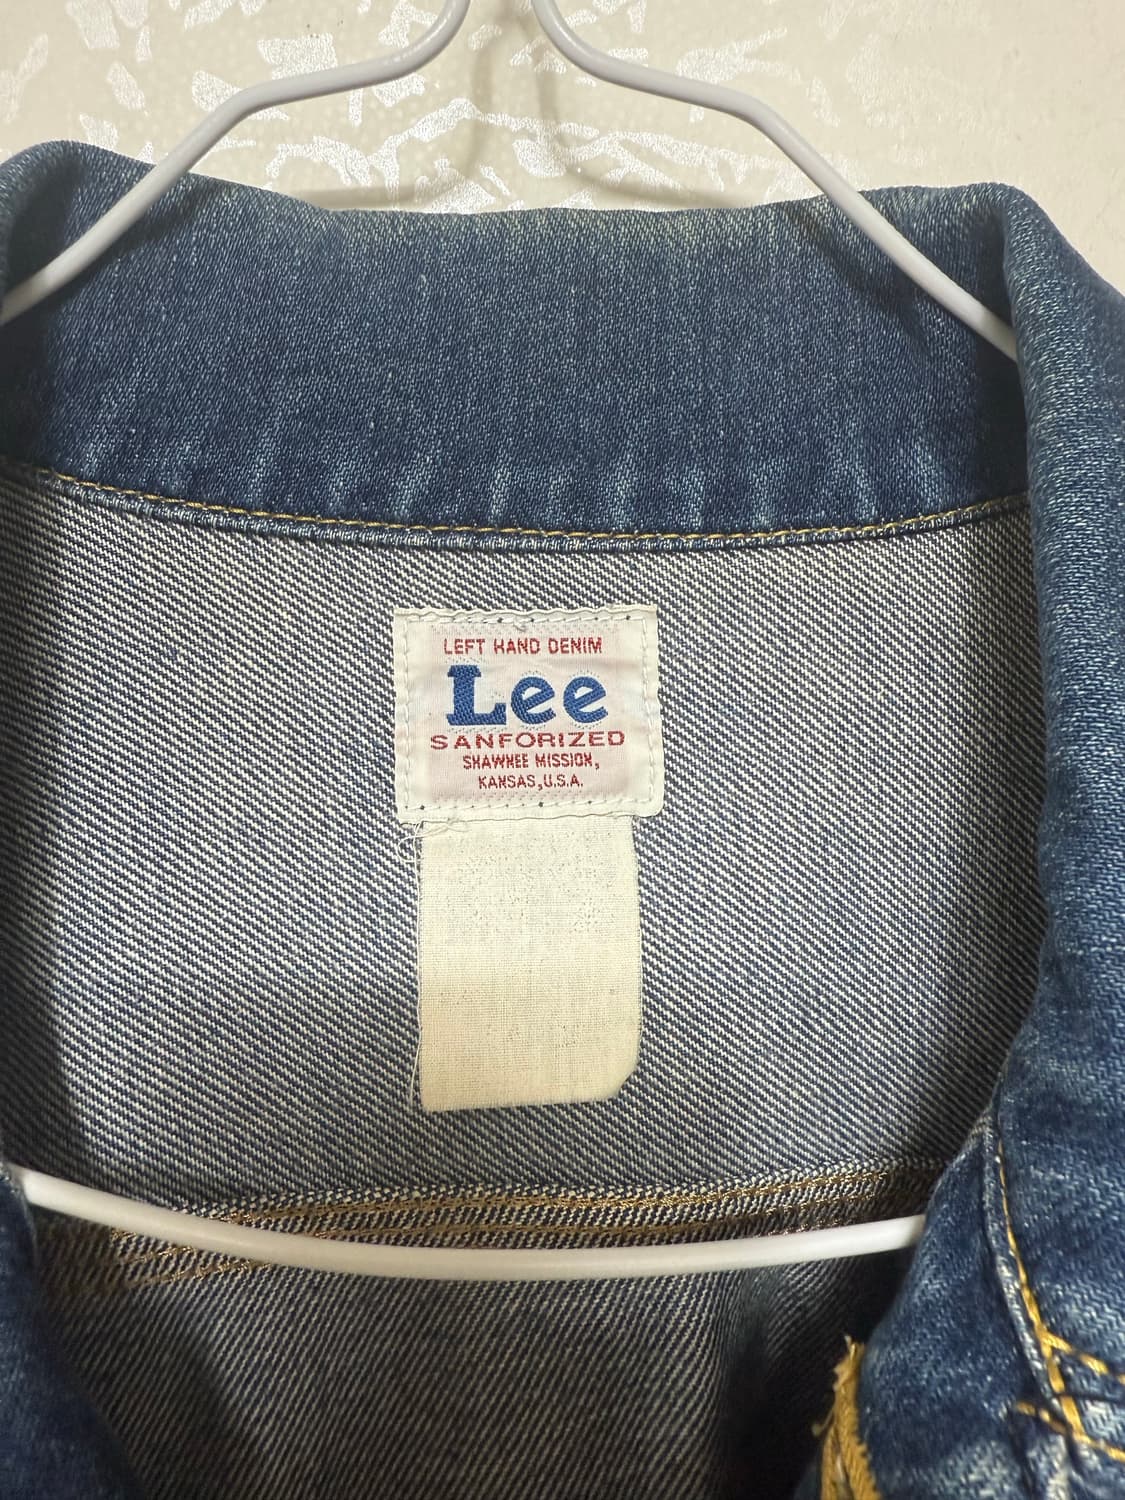 LEFT HAND DENIM
Lee
SANFORIZED
SHAWNEE MISSION,
KANSAS,U.S.A.